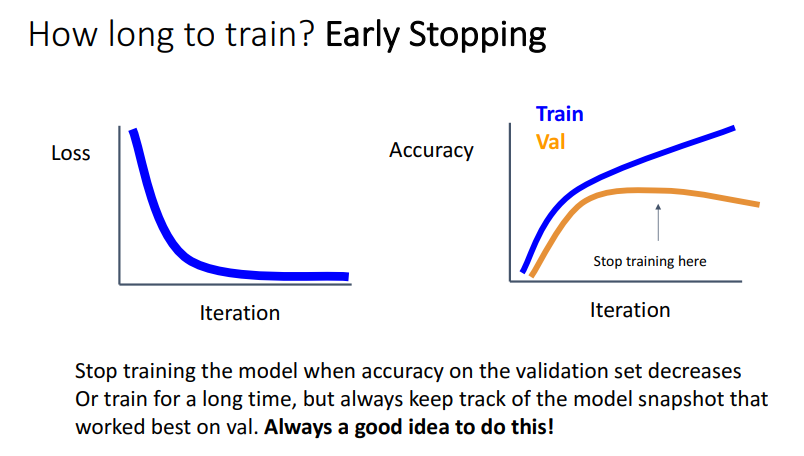 How long to train? Early Stopping
Loss
Iteration
Accuracy
Train
Val
Stop training here
Iteration
Stop training the model when accuracy on the validation set decreases
Or train for a long time, but always keep track of the model snapshot that
worked best on val. Always a good idea to do this!